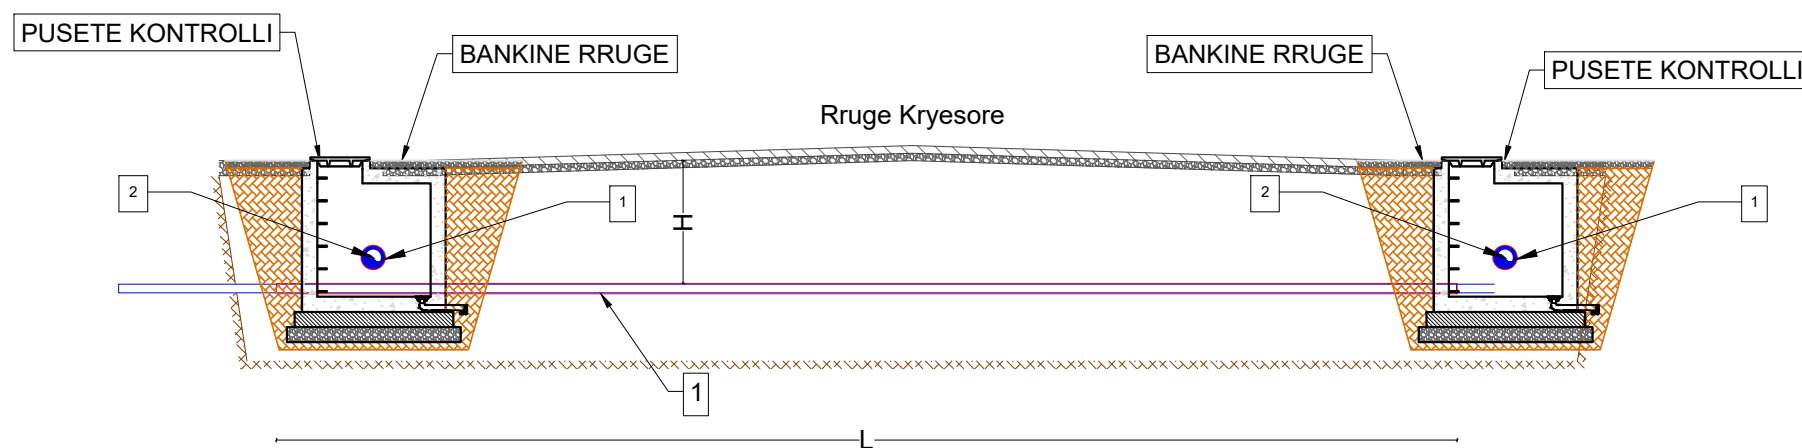 PUSETE KONTROLLI
BANKINE RRUGE
BANKINE RRUGE
PUSETE KONTROLLI
Rruge Kryesore
2
1
2
1
H
1
L